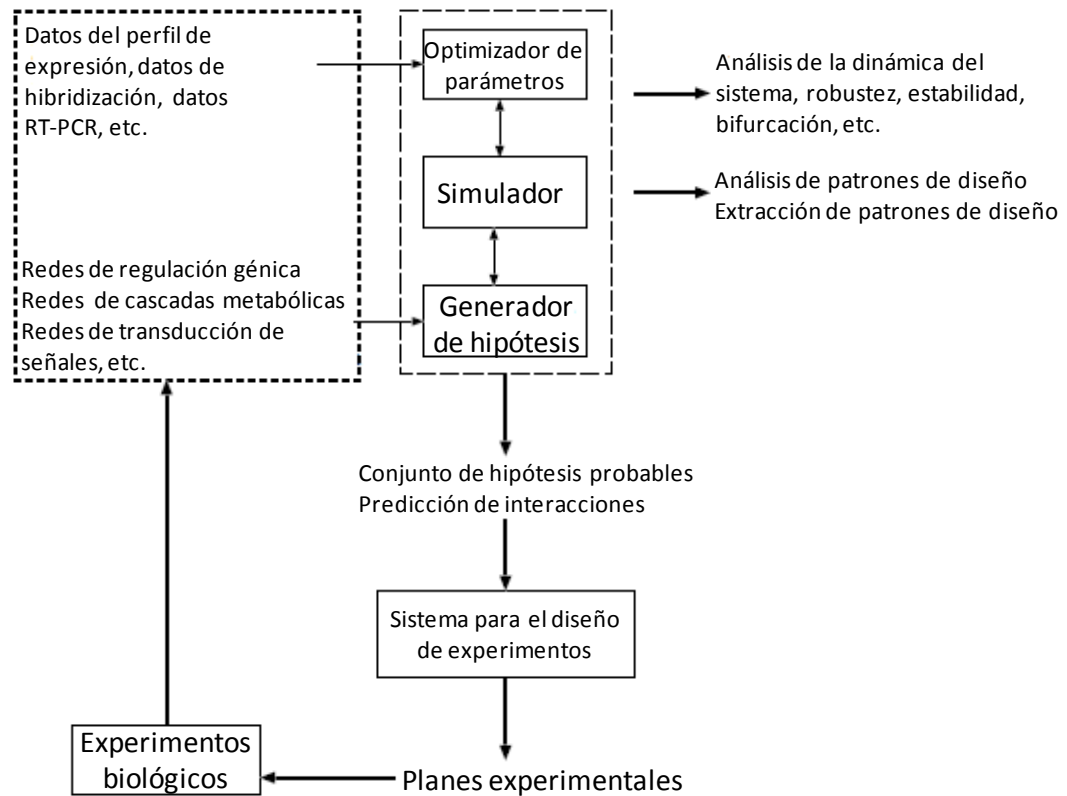 Datos del perfil de
expresión, datos de
hibridización, datos
RT-PCR, etc.
Redes de regulación génica
Redes de cascadas metabólicas
Redes de transducción de
señales, etc.
Optimizador de
parámetros
Simulador
Generador
de hipótesis
Análisis de la dinámica del
sistema, robustez, estabilidad,
bifurcación, etc.
Análisis de patrones de diseño
Extracción de patrones de diseño
Conjunto de hipótesis probables
Predicción de interacciones
Sistema para el diseño
de experimentos
Planes experimentales
Experimentos
biológicos